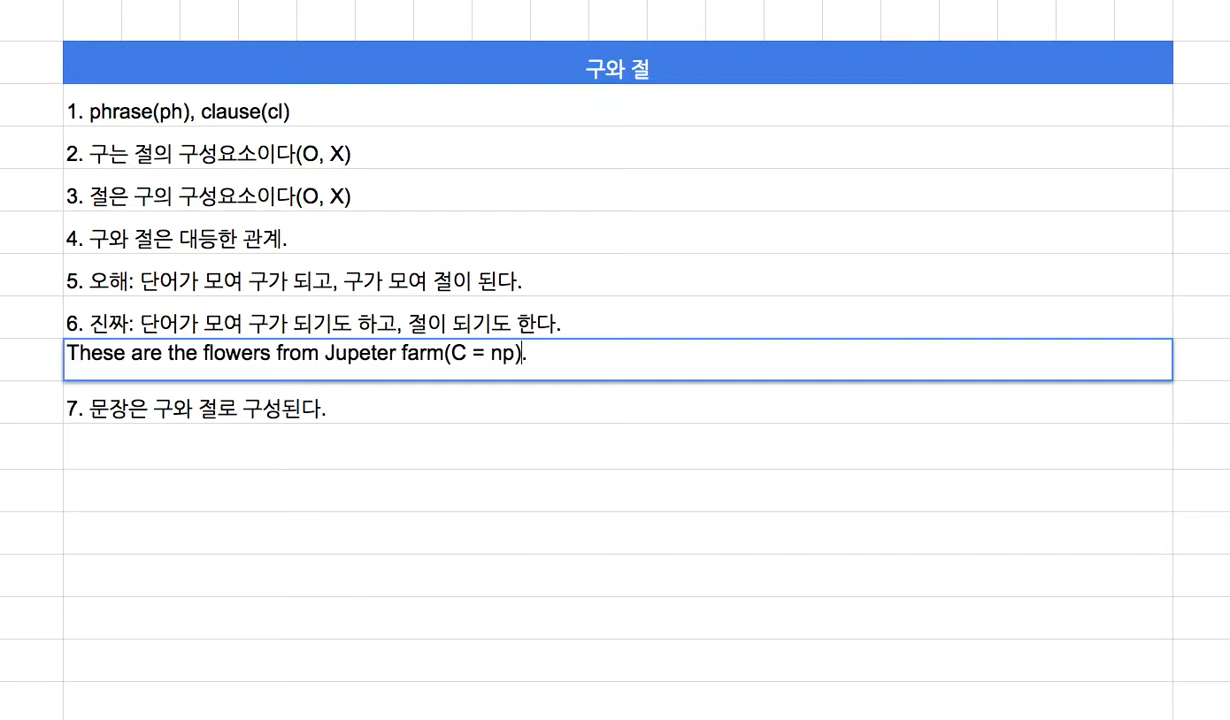 구와 절
1. phrase(ph), clause(cl)
2. 구는 절의 구성요소이다(O, X)
3. 절은 구의 구성요소이다(O, X)
4. 구와 절은 대등한 관계.
5. 오해: 단어가 모여 구가 되고, 구가 모여 절이 된다.
6. 진짜: 단어가 모여 구가 되기도 하고, 절이 되기도 한다.
These are the flowers from Jupeter farm(C = np).
7. 문장은 구와 절로 구성된다.